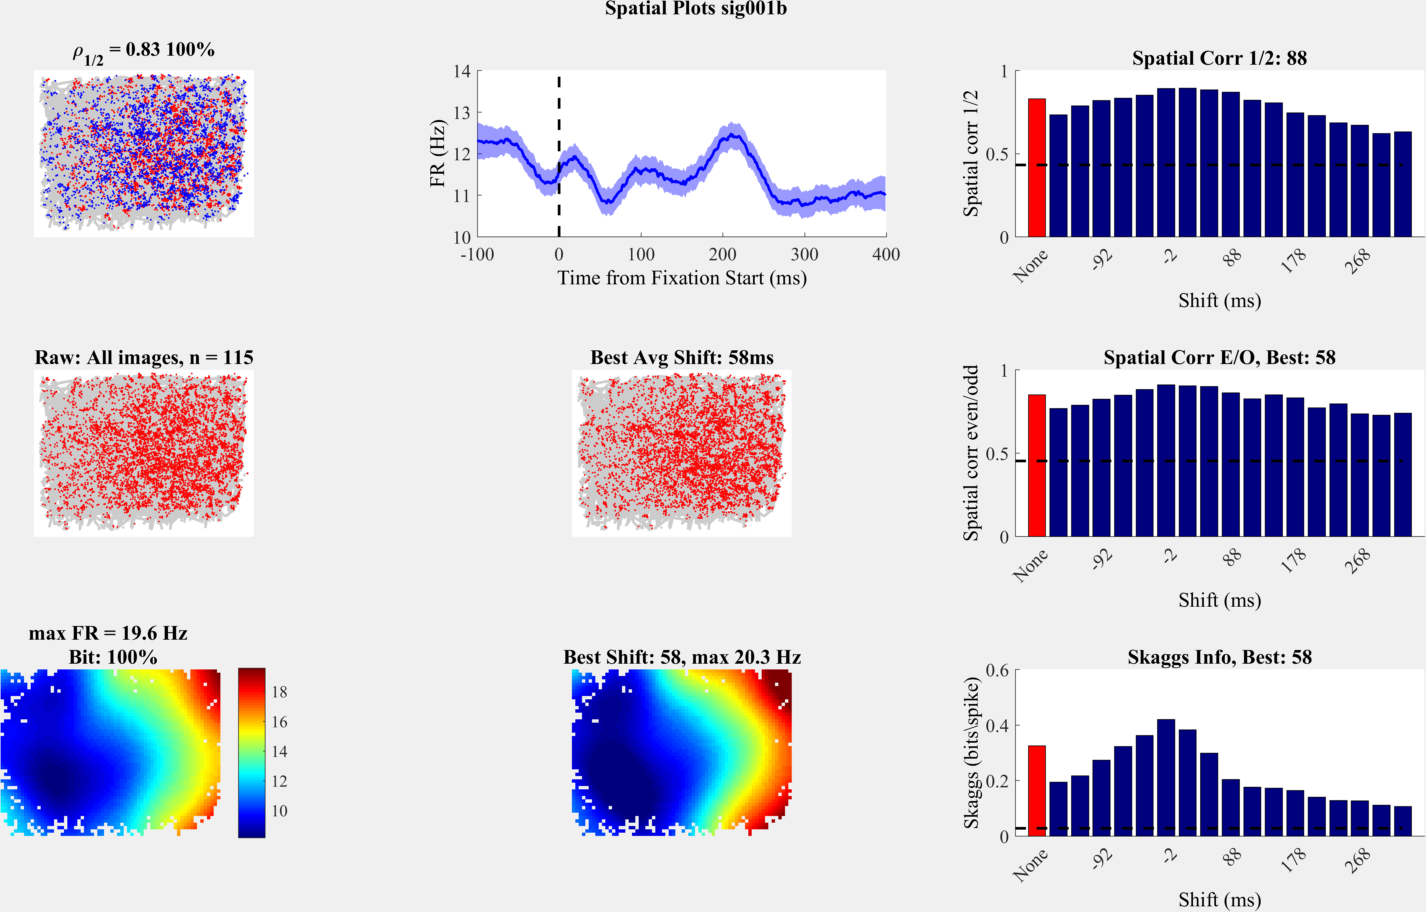 Spatial Plots sig001b
ρ1/2 = 0.83 100%
14
13
12
11
10
FR (Hz)
-100
0
100
200
300
400
Time from Fixation Start (ms)
Spatial Corr 1/2: 88
1
0.5
0
Spatial corr 1/2
None
-92
-2
88
178
268
Shift (ms)
Raw: All images, n = 115
Best Avg Shift: 58ms
Spatial Corr E/O, Best: 58
1
0.5
0
Spatial corr even/odd
None
-92
-2
88
178
268
Shift (ms)
max FR = 19.6 Hz
Bit: 100%
18
16
14
12
10
Best Shift: 58, max 20.3 Hz
Skaggs Info, Best: 58
0.6
0.4
0.2
0
Skaggs (bits\spike)
None
-92
-2
88
178
268
Shift (ms)